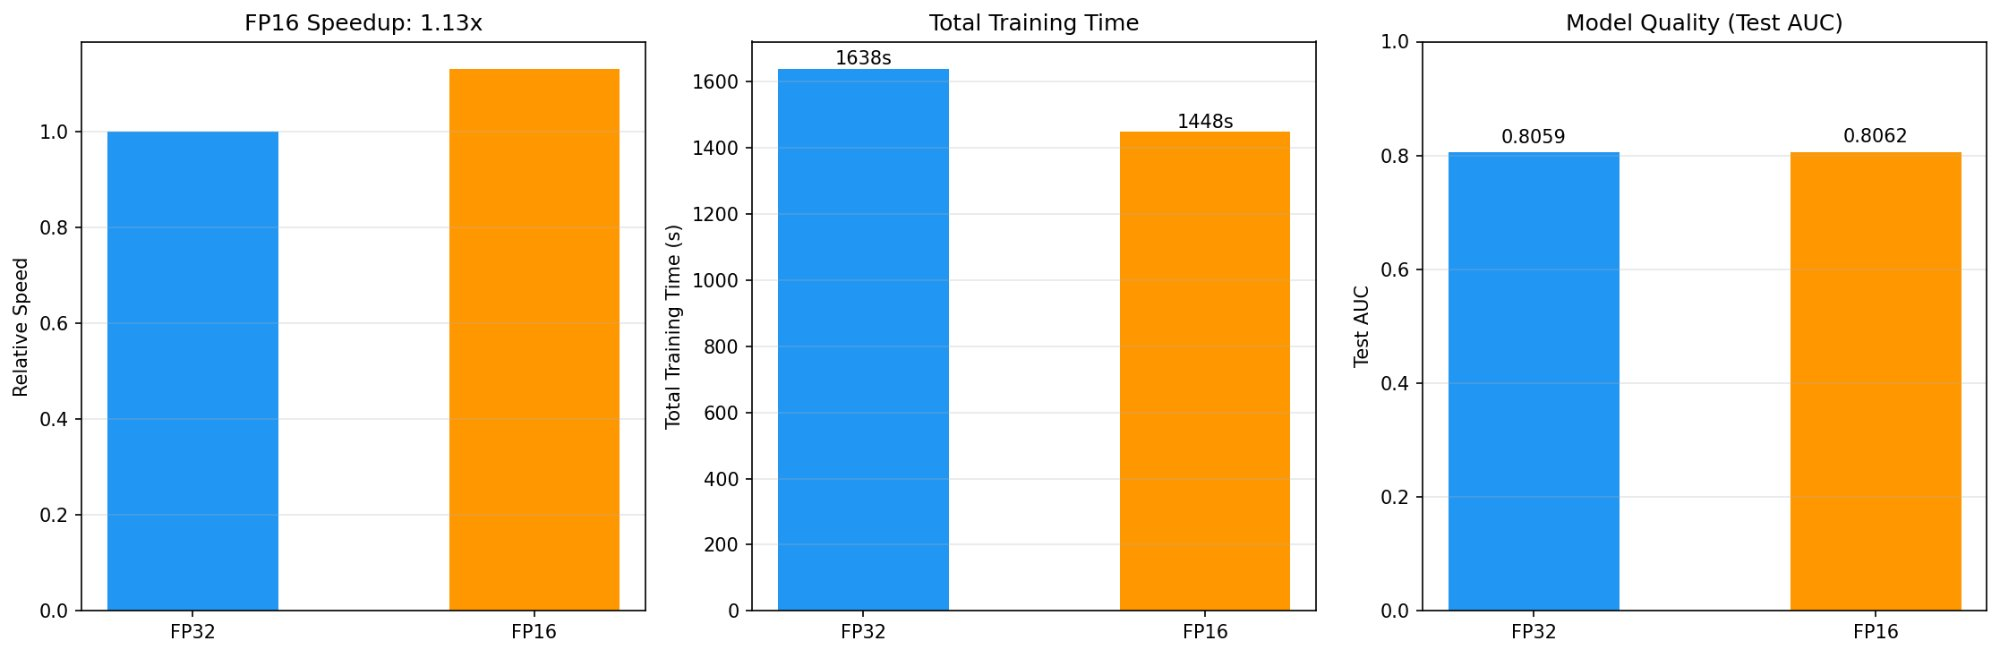 FP16 Speedup: 1.13x
Relative Speed
1.0
0.8
0.6
0.4
0.2
0.0
FP32
FP16
Total Training Time
Total Training Time (s)
1600
1400
1200
1000
800
600
400
200
0
1638s
1448s
FP32
FP16
Model Quality (Test AUC)
Test AUC
1.0
0.8
0.6
0.4
0.2
0.0
0.8059
0.8062
FP32
FP16